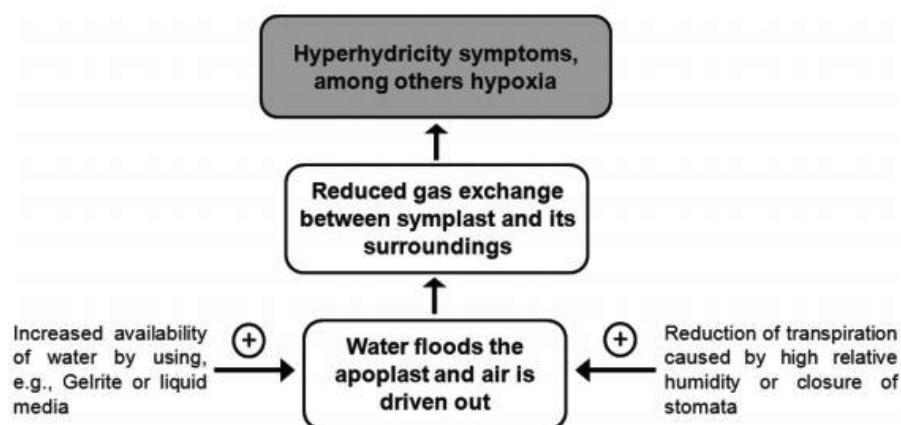 Hyperhydricity symptoms,
among others hypoxia
Reduced gas exchange
between symplast and its
surroundings
Increased availability
of water by using,
e.g., Gelrite or liquid
media
+
Water floods the
apoplast and air is
driven out
+
Reduction of transpiration
caused by high relative
humidity or closure of
stomata